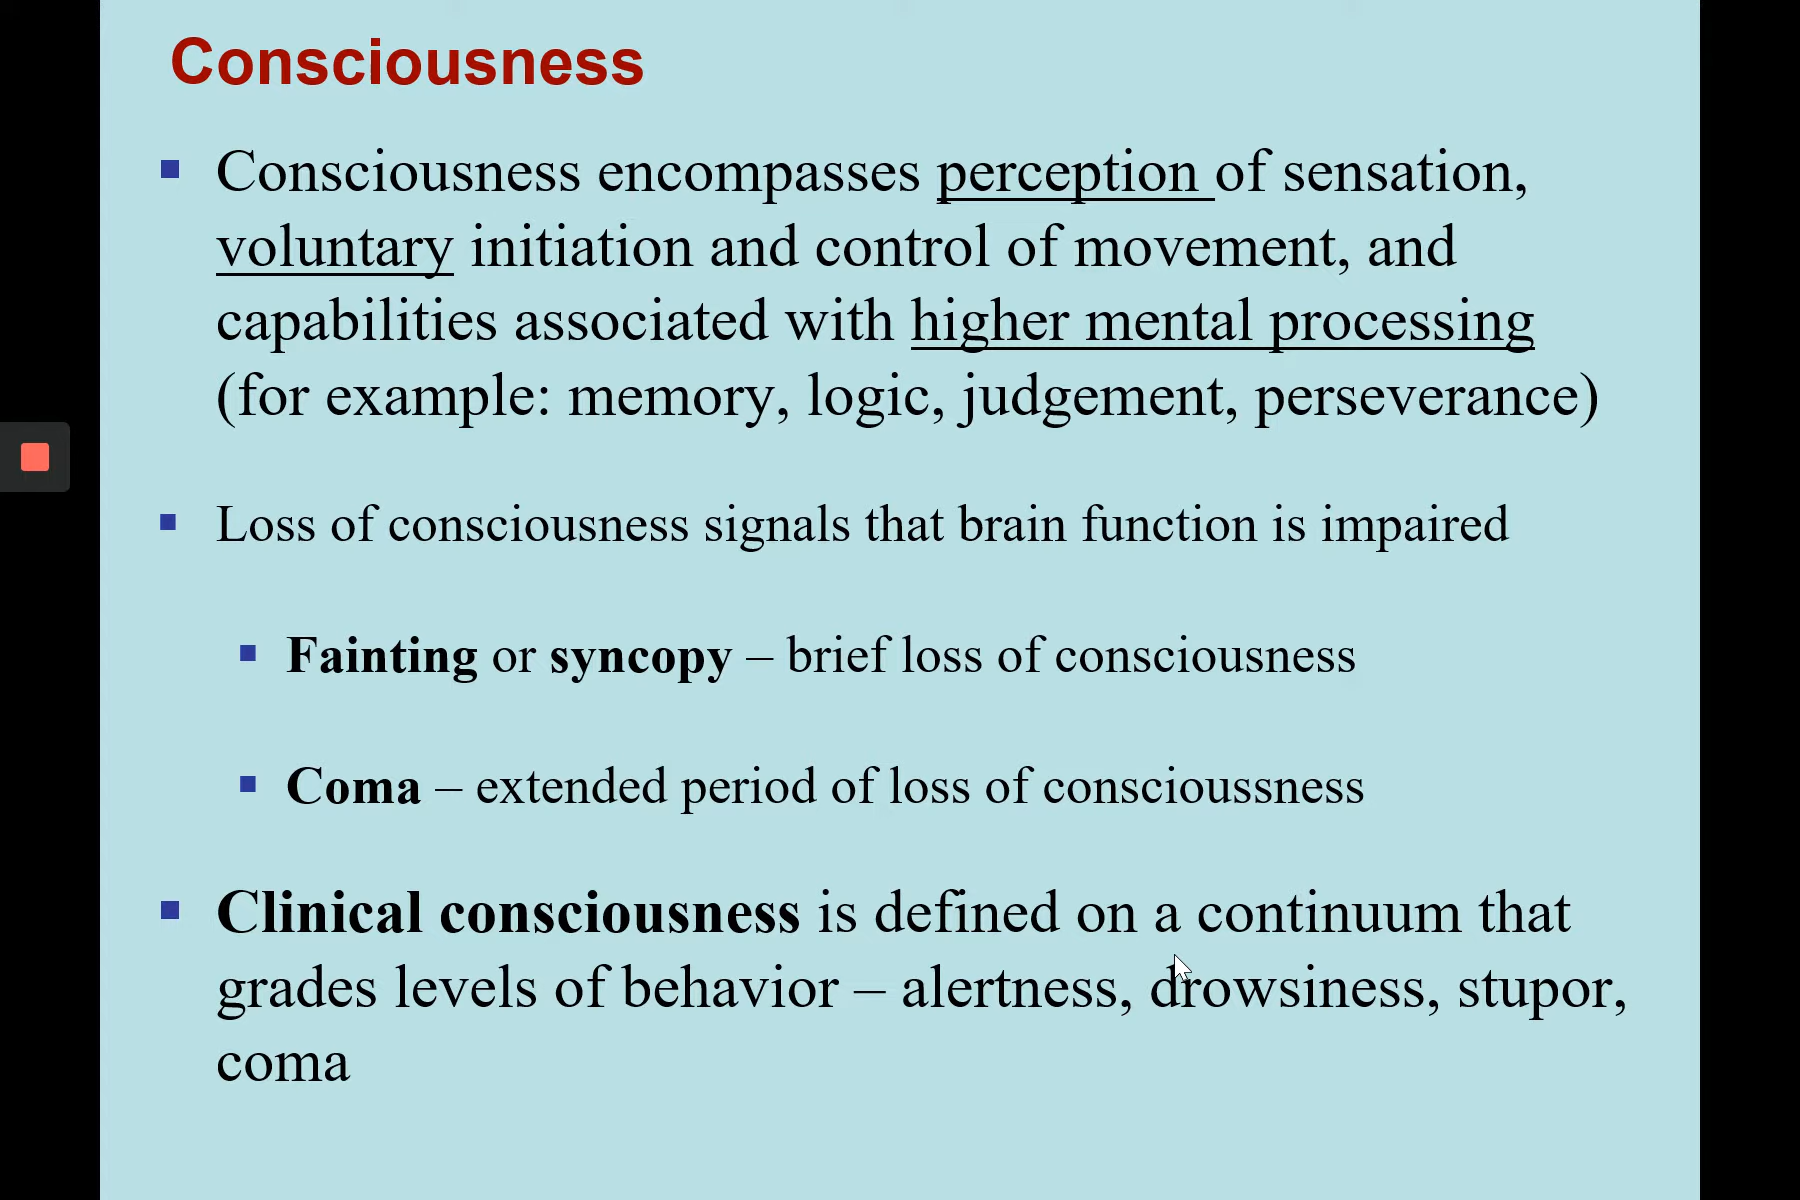 Consciousness
Consciousness encompasses perception of sensation,
voluntary initiation and control of movement, and
capabilities associated with higher mental processing
(for example: memory, logic, judgement, perseverance)
Loss of consciousness signals that brain function is impaired
Fainting or syncopy – brief loss of consciousness
Coma – extended period of loss of conscioussness
Clinical consciousness is defined on a continuum that
grades levels of behavior – alertness, drowsiness, stupor,
coma